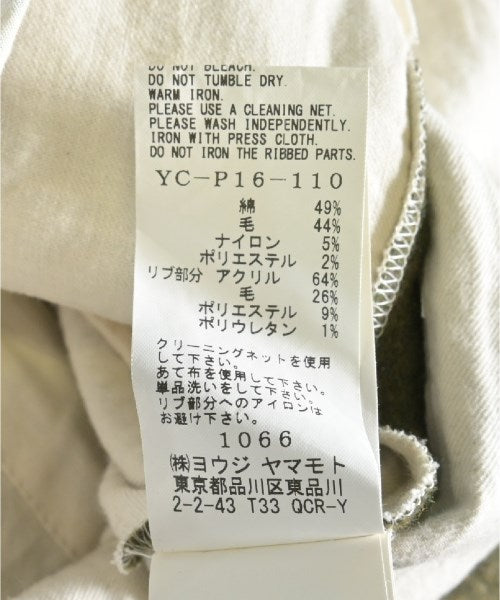 DO NOT BLEACH.
DO NOT TUMBLE DRY.
WARM IRON.
PLEASE USE A CLEANING NET.
PLEASE WASH INDEPENDENTLY.
IRON WITH PRESS CLOTH.
DO NOT IRON THE RIBBED PARTS.
YC-P16-110
綿 49%
毛 44%
ナイロン 5%
ポリエステル 2%
リブ部分 アクリル 64%
毛 26%
ポリエステル 9%
ポリウレタン 1%
クリーニングネットを使用
して下さい。
あて布を使用して下さい。
単品洗いをして下さい。
リブ部分へのアイロンは
お避け下さい。
1066
㈱ヨウジ ヤマモト
東京都品川区東品川
2-2-43 T33 QCR-Y